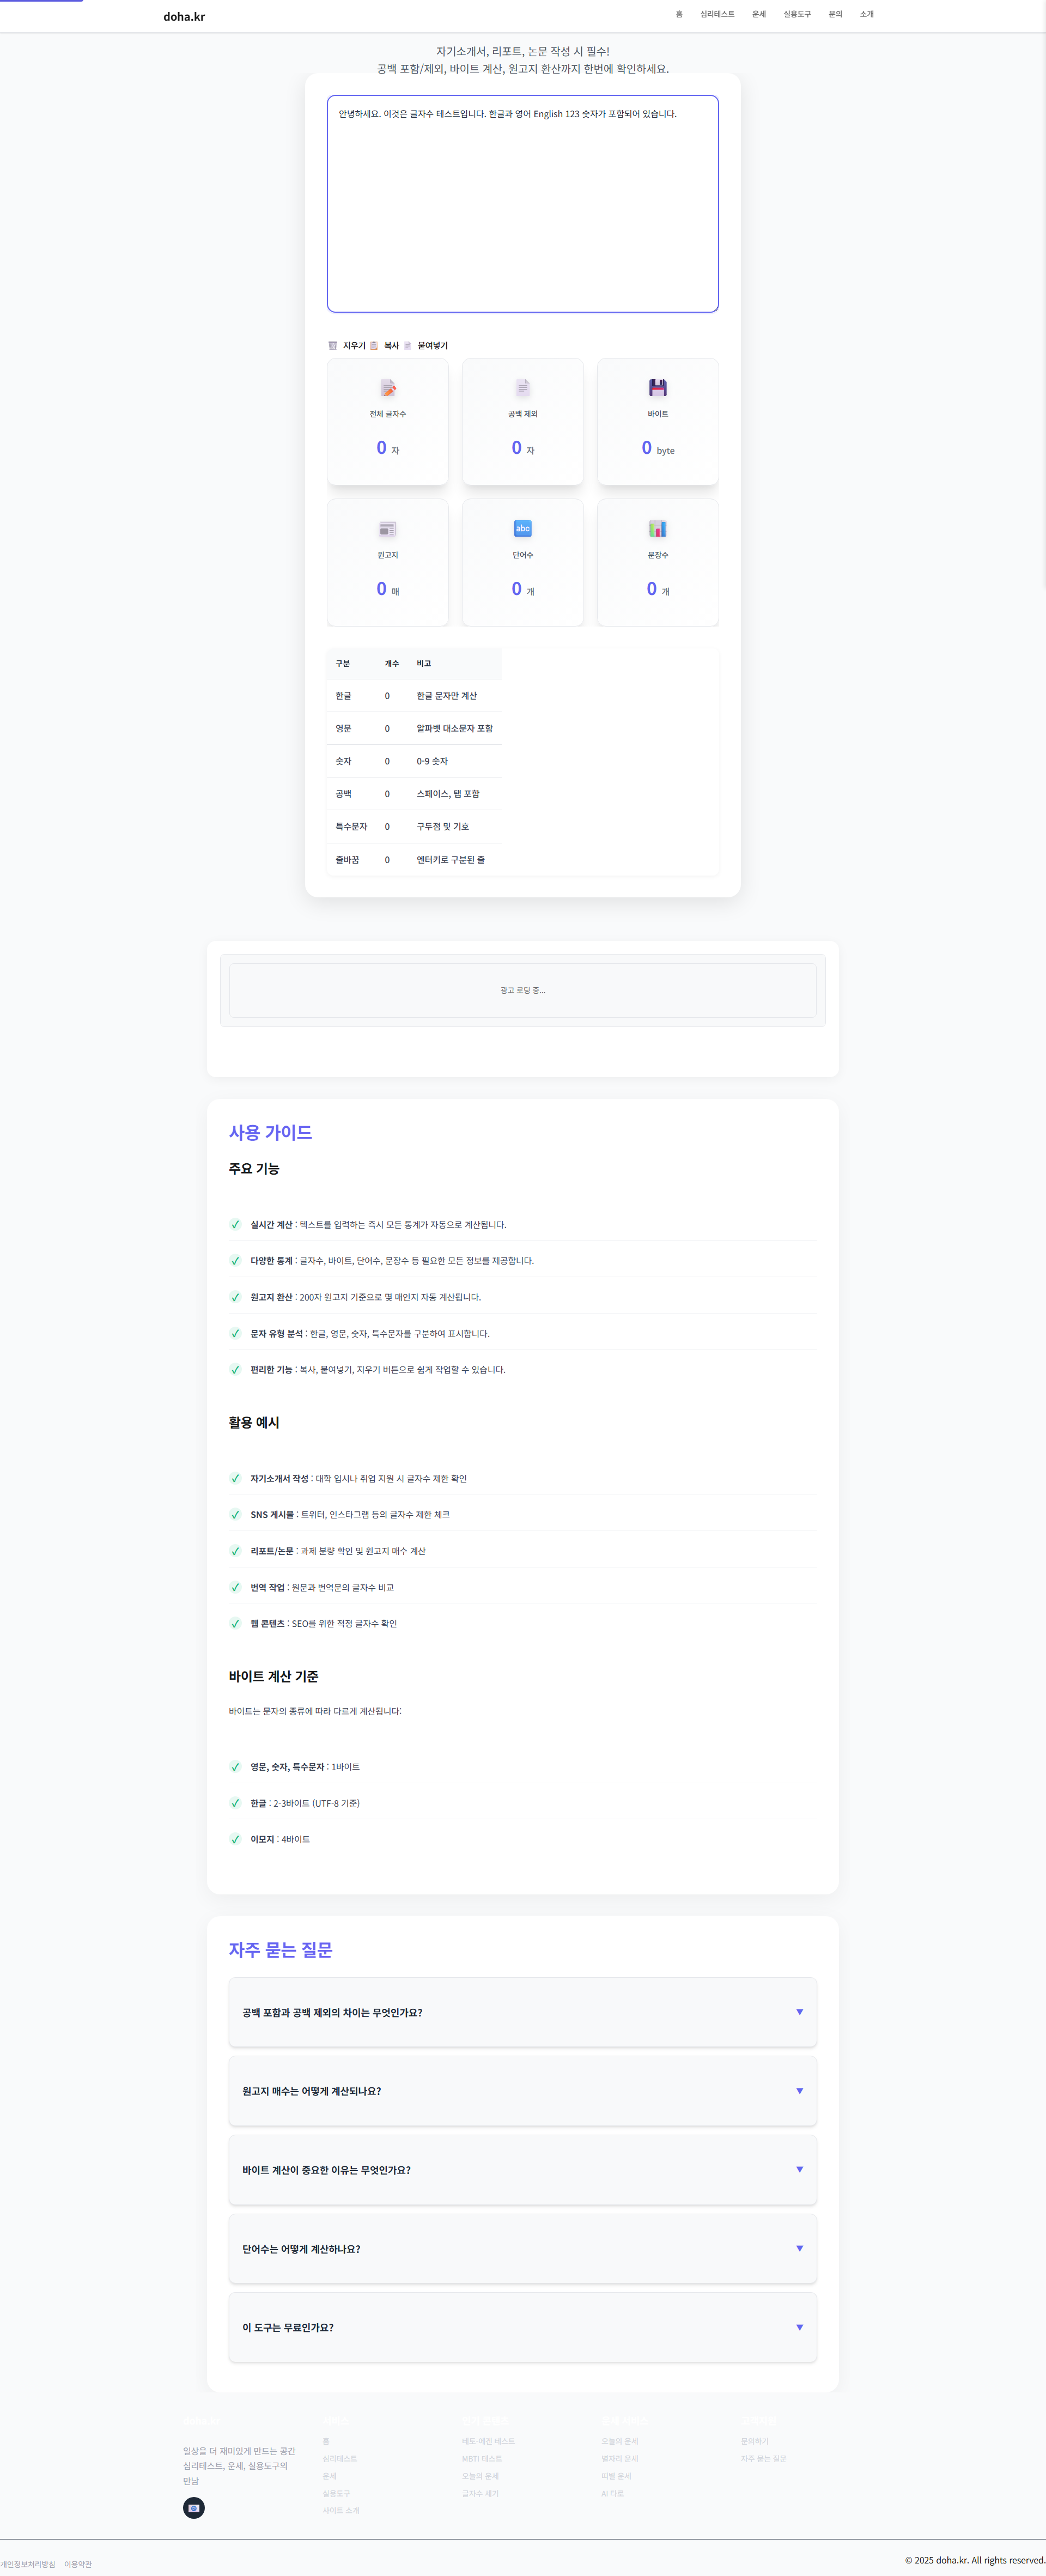 doha.kr
홈 심리테스트 운세 실용도구 문의 소개
자기소개서, 리포트, 논문 작성 시 필수!
공백 포함/제외, 바이트 계산, 원고지 환산까지 한번에 확인하세요.
안녕하세요. 이것은 글자수 테스트입니다. 한글과 영어 English 123 숫자가 포함되어 있습니다.
지우기 복사 붙여넣기
전체 글자수 공백 제외 바이트
0 자 0 자 0 byte
abc
원고지 단어수 문장수
0 매 0 개 0 개
구분 개수 비고
한글 0 한글 문자만 계산
영문 0 알파벳 대소문자 포함
숫자 0 0-9 숫자
공백 0 스페이스, 탭 포함
특수문자 0 구두점 및 기호
줄바꿈 0 엔터키로 구분된 줄
광고 로딩 중...
사용 가이드
주요 기능
✓ 실시간 계산 : 텍스트를 입력하는 즉시 모든 통계가 자동으로 계산됩니다.
✓ 다양한 통계 : 글자수, 바이트, 단어수, 문장수 등 필요한 모든 정보를 제공합니다.
✓ 원고지 환산 : 200자 원고지 기준으로 몇 매인지 자동 계산됩니다.
✓ 문자 유형 분석 : 한글, 영문, 숫자, 특수문자를 구분하여 표시합니다.
✓ 편리한 기능 : 복사, 붙여넣기, 지우기 버튼으로 쉽게 작업할 수 있습니다.
활용 예시
✓ 자기소개서 작성 : 대학 입시나 취업 지원 시 글자수 제한 확인
✓ SNS 게시물 : 트위터, 인스타그램 등의 글자수 제한 체크
✓ 리포트/논문 : 과제 분량 확인 및 원고지 매수 계산
✓ 번역 작업 : 원문과 번역문의 글자수 비교
✓ 웹 콘텐츠 : SEO를 위한 적정 글자수 확인
바이트 계산 기준
바이트는 문자의 종류에 따라 다르게 계산됩니다:
✓ 영문, 숫자, 특수문자 : 1바이트
✓ 한글 : 2-3바이트 (UTF-8 기준)
✓ 이모지 : 4바이트
자주 묻는 질문
공백 포함과 공백 제외의 차이는 무엇인가요? ▼
원고지 매수는 어떻게 계산되나요? ▼
바이트 계산이 중요한 이유는 무엇인가요? ▼
단어수는 어떻게 계산하나요? ▼
이 도구는 무료인가요? ▼
일상을 더 재미있게 만드는 공간
심리테스트, 운세, 실용도구의
만남
홈
심리테스트
운세
실용도구
사이트 소개
테토-에겐 테스트
MBTI 테스트
오늘의 운세
글자수 세기
오늘의 운세
별자리 운세
띠별 운세
AI 타로
문의하기
자주 묻는 질문
개인정보처리방침 이용약관
© 2025 doha.kr. All rights reserved.